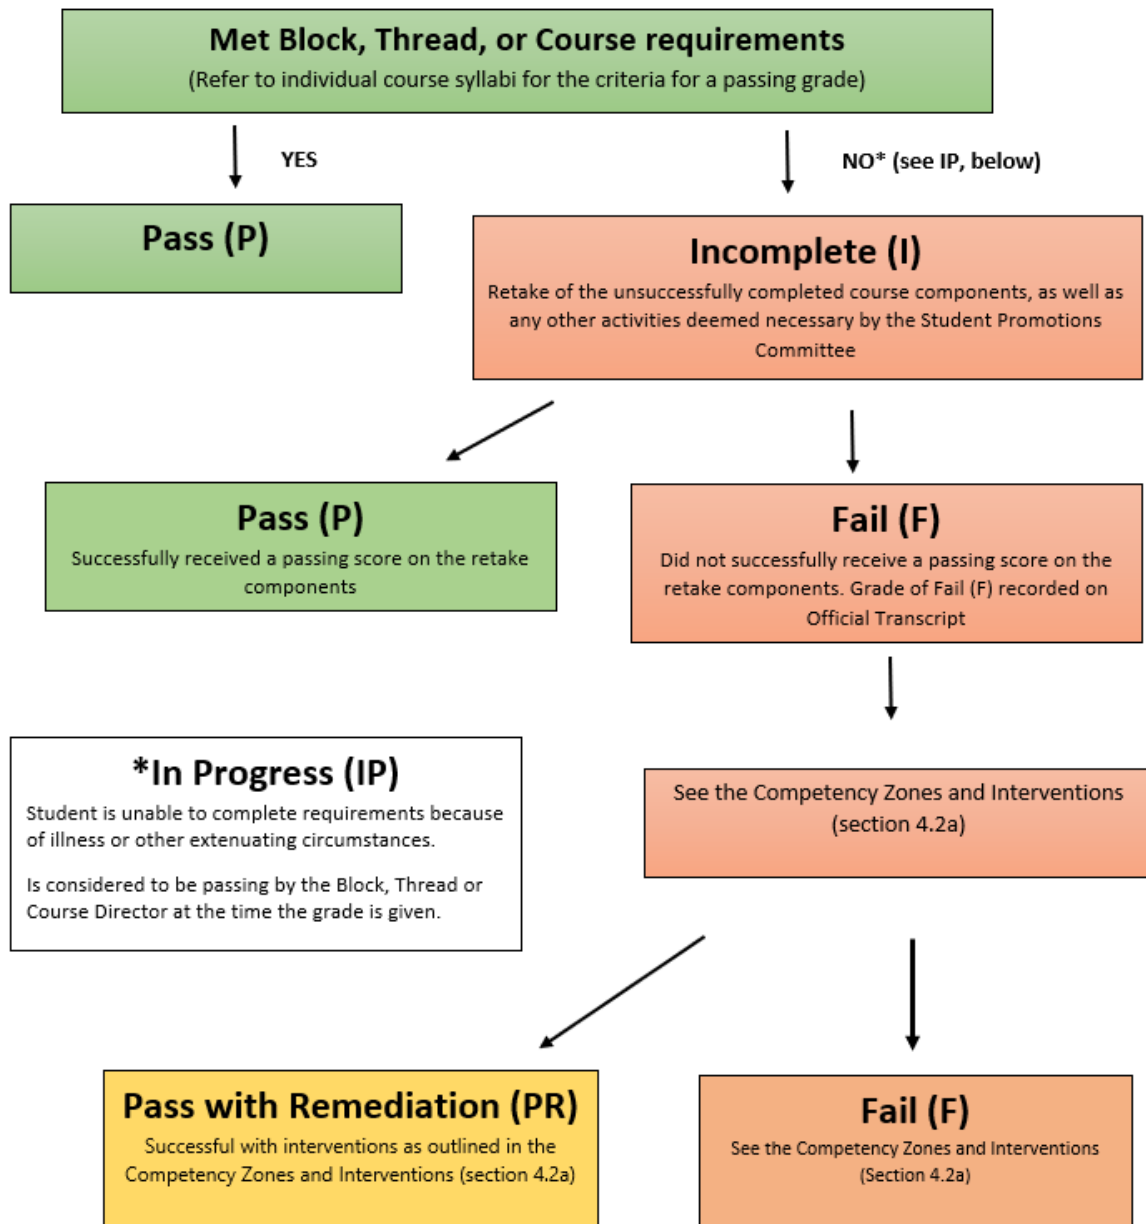 Met Block, Thread, or Course requirements
(Refer to individual course syllabi for the criteria for a passing grade)
YES
NO* (see IP, below)
Pass (P)
Incomplete (I)
Retake of the unsuccessfully completed course components, as well as
any other activities deemed necessary by the Student Promotions
Committee
Pass (P)
Successfully received a passing score on the retake
components
Fail (F)
Did not successfully receive a passing score on the
retake components. Grade of Fail (F) recorded on
Official Transcript
*In Progress (IP)
Student is unable to complete requirements because
of illness or other extenuating circumstances.
Is considered to be passing by the Block, Thread or
Course Director at the time the grade is given.
See the Competency Zones and Interventions
(section 4.2a)
Pass with Remediation (PR)
Successful with interventions as outlined in the
Competency Zones and Interventions (section 4.2a)
Fail (F)
See the Competency Zones and Interventions
(Section 4.2a)